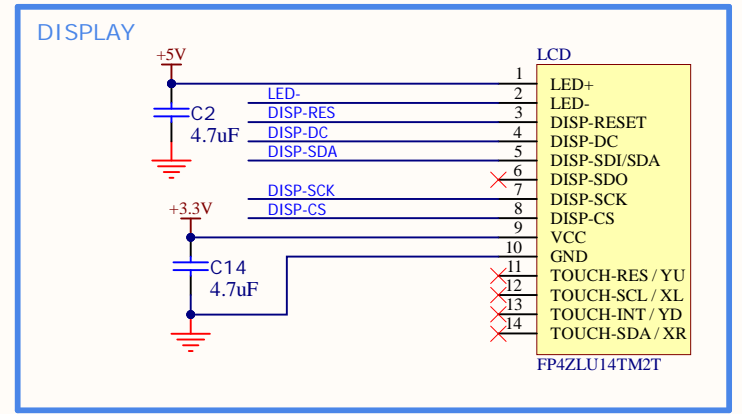 DISPLAY
+5V
LCD
1 LED+
LED- 2 LED-
DISP-RES 3 DISP-RESET
C2
4.7uF
DISP-DC 4 DISP-DC
DISP-SDA 5 DISP-SDI/SDA
6 DISP-SDO
DISP-SCK 7 DISP-SCK
DISP-CS 8 DISP-CS
+3.3V
9 VCC
10 GND
C14
4.7uF
11 TOUCH-RES / YU
12 TOUCH-SCL / XL
13 TOUCH-INT / YD
14 TOUCH-SDA / XR
FP4ZLU14TM2T